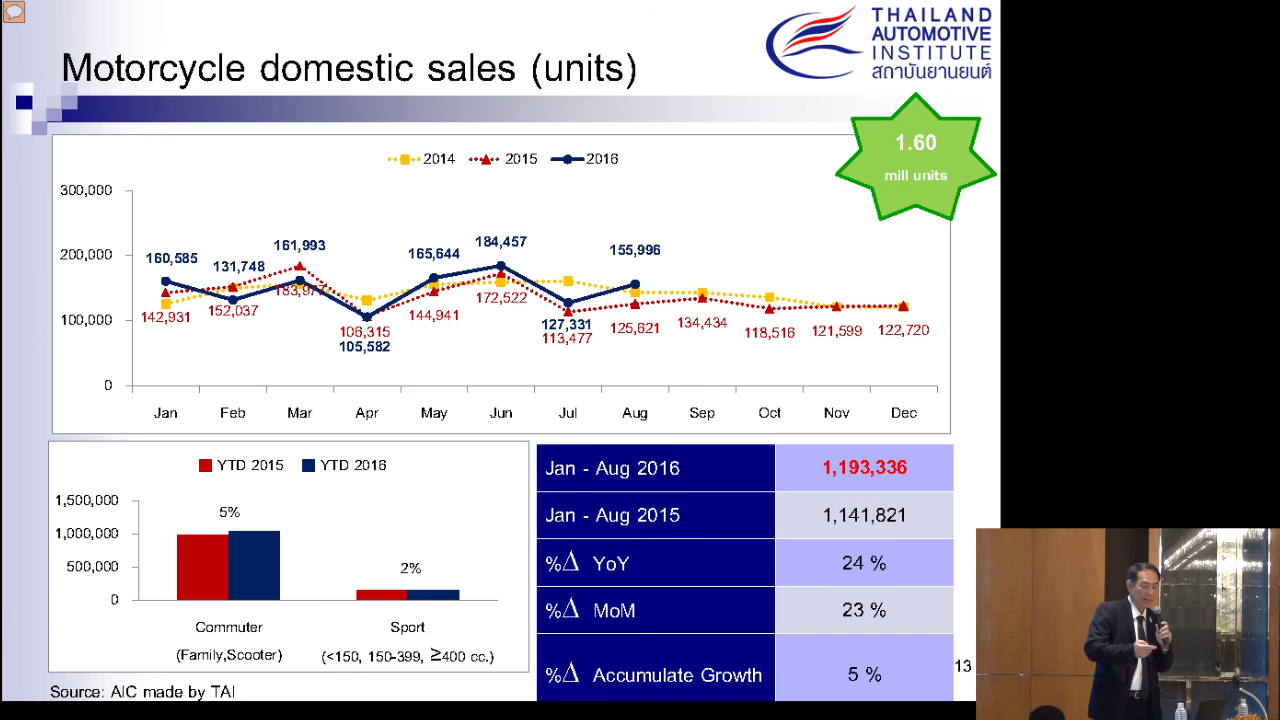 THAILAND
AUTOMOTIVE
INSTITUTE
สถาบันยานยนต์
Motorcycle domestic sales (units)
1.60
mill units
2014 2015 2016
300,000
200,000
100,000
0
160,585 131,748 161,993 105,582 165,644 184,457 127,331 155,996
142,931 152,037 183,977 106,315 144,941 172,522 113,477 125,621 134,434 118,516 121,599 122,720
Jan Feb Mar Apr May Jun Jul Aug Sep Oct Nov Dec
YTD 2015 YTD 2016
1,500,000
1,000,000
500,000
0
5%
2%
Commuter
(Family,Scooter)
Sport
(<150, 150-399, ≥400 cc.)
Jan - Aug 2016 1,193,336
Jan - Aug 2015 1,141,821
%Δ YoY 24 %
%Δ MoM 23 %
%Δ Accumulate Growth 5 %
13
Source: AIC made by TAI